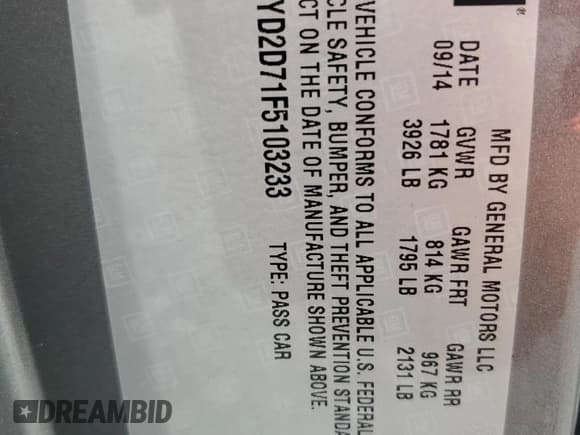 ®
MFD BY GENERAL MOTORS LLC
DATE GVWR GAWR FRT GAWR RR
09/14 1781 KG 814 KG 967 KG
3926 LB 1795 LB 2131 LB
VEHICLE CONFORMS TO ALL APPLICABLE U.S. FEDERAL
CLE SAFETY, BUMPER, AND THEFT PREVENTION STANDA
CT ON THE DATE OF MANUFACTURE SHOWN ABOVE.
YD2D71F5103233 TYPE: PASS CAR
DREAMBID